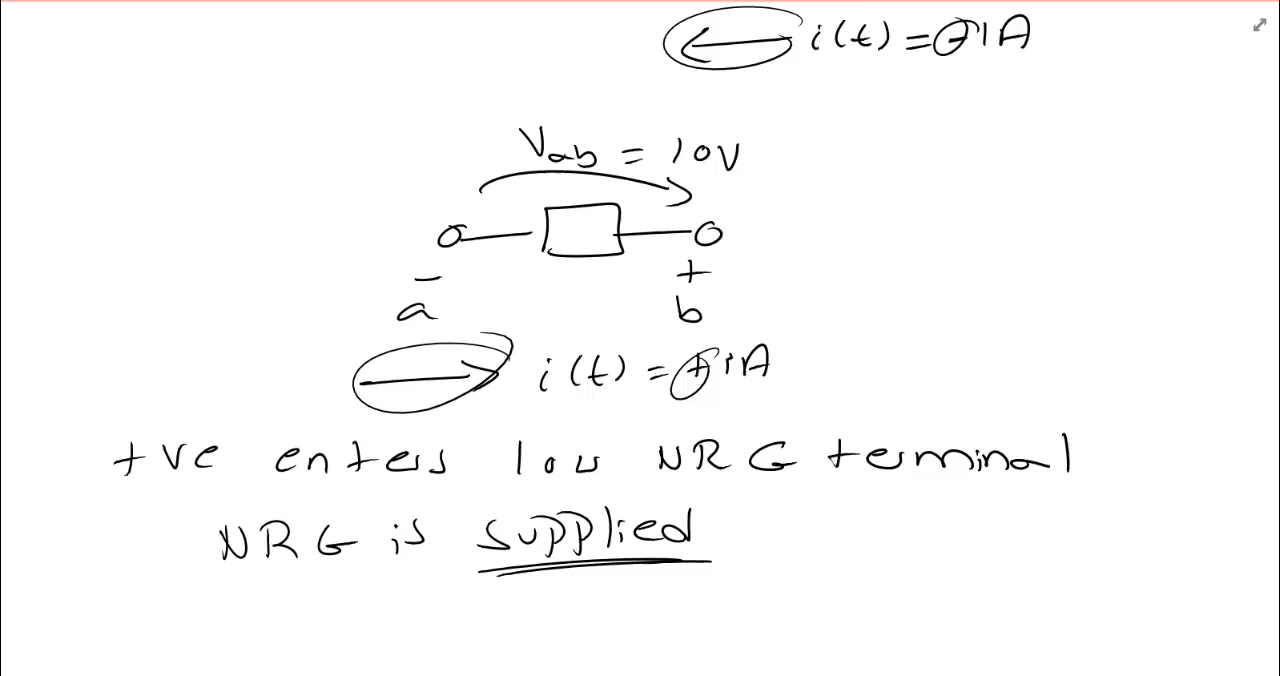 i(t) = -1A
Vab = 10V
- +
a b
i(t) = +1A
+ve enters low NRG terminal
NRG is supplied